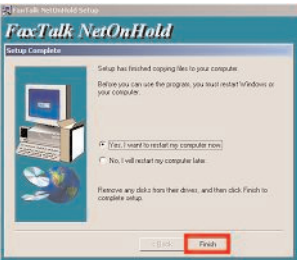 FaxTalk NetOnHold Setup
FaxTalk NetOnHold
Setup Complete
Setup has finished copying files to your computer.
Before you can use the program, you must restart Windows or
your computer.
Yes, I want to restart my computer now.
No, I will restart my computer later.
Remove any disks from their drives, and then click Finish to
complete setup.
< Back
Finish